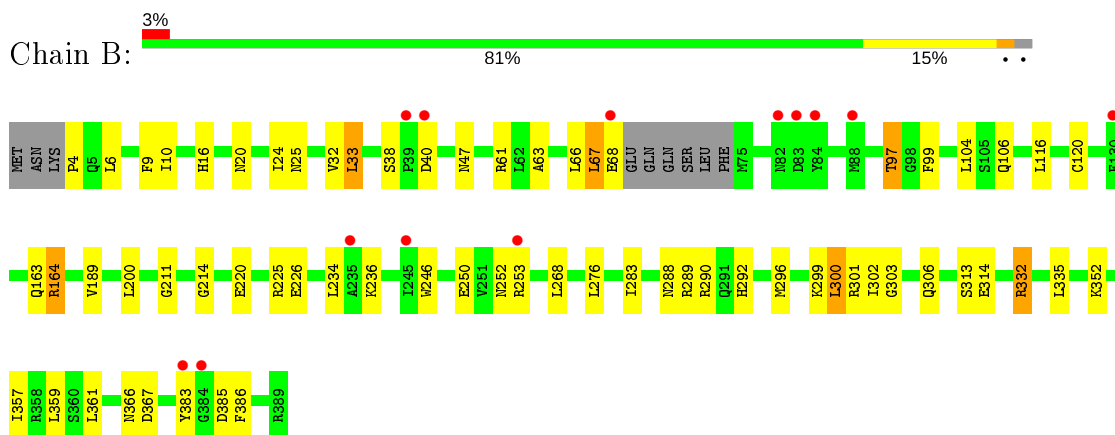 3%
Chain B:
81% 15% • •
MET ASN LYS P4 Q5 L6 F9 I10 H16 N20 I24 N25 V32 L33 S38 P39 D40 N47 R61 L62 A63 L66 L67 E68 GLU GLN GLN SER LEU PHE M75 N82 D83 Y84 M88 T97 G98 F99 L104 S105 Q106 L116 C120
Q163 R164 V189 L200 G211 G214 E220 R225 E226 L234 A235 K236 I245 W246 E250 V251 N252 R253 L268 L276 I283 N288 R289 R290 Q291 H292 M296 K299 L300 R301 I302 G303 Q306 S313 E314 R332 L335 K352
I357 R358 L359 S360 L361 N366 D367 Y383 G384 D385 F386 R389